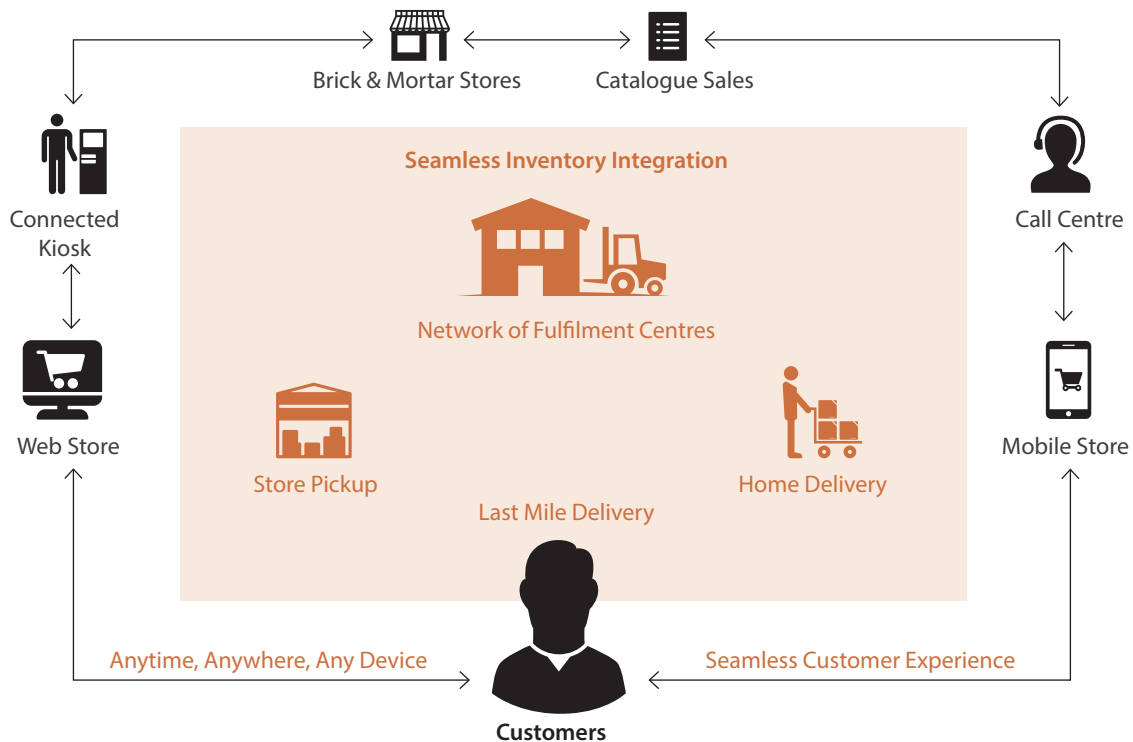 Brick & Mortar Stores
Catalogue Sales
Seamless Inventory Integration
Connected
Kiosk
Call Centre
Network of Fulfilment Centres
Web Store
Mobile Store
Store Pickup
Home Delivery
Last Mile Delivery
Anytime, Anywhere, Any Device
Seamless Customer Experience
Customers